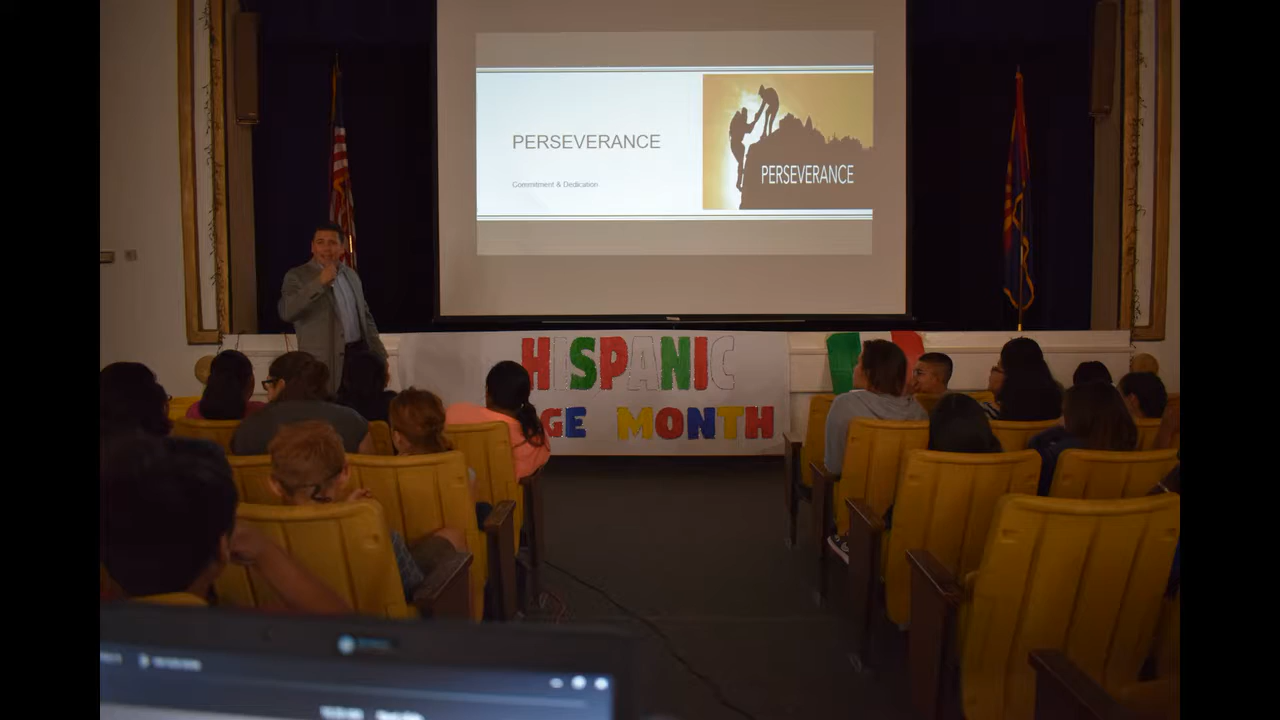 PERSEVERANCE
Commitment & Dedication
PERSEVERANCE
HISPANIC
GE MONTH